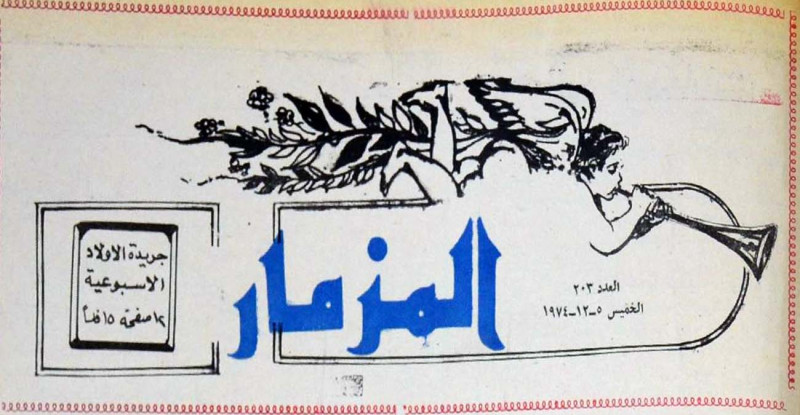 المزمار
العدد ٢٠٣
الخميس ٥-١٢-١٩٧٤
جريدة الاولاد
الاسبوعية
١٢ صفحة ١٥ فلساً